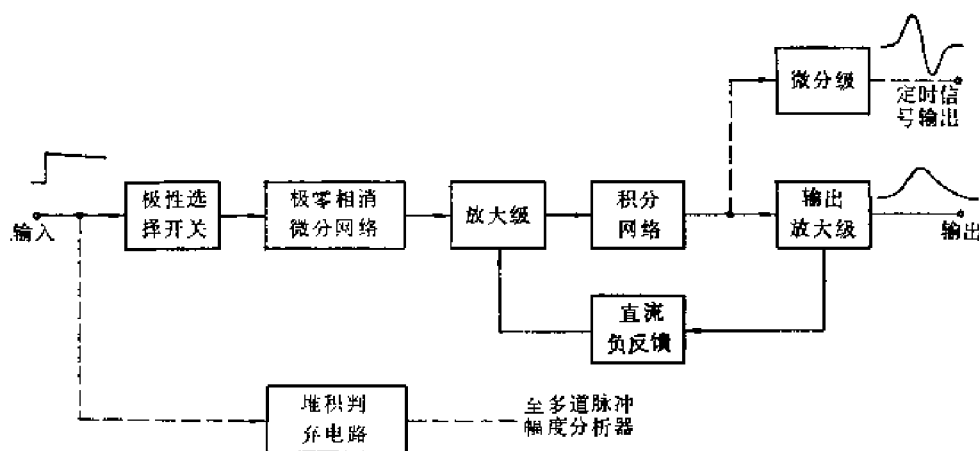 微分级
定时信
号输出
输入
极性选
择开关
极零相消
微分网络
放大级
积分
网络
输出
放大级
输出
直流
负反馈
堆积判
弃电路
至多道脉冲
幅度分析器